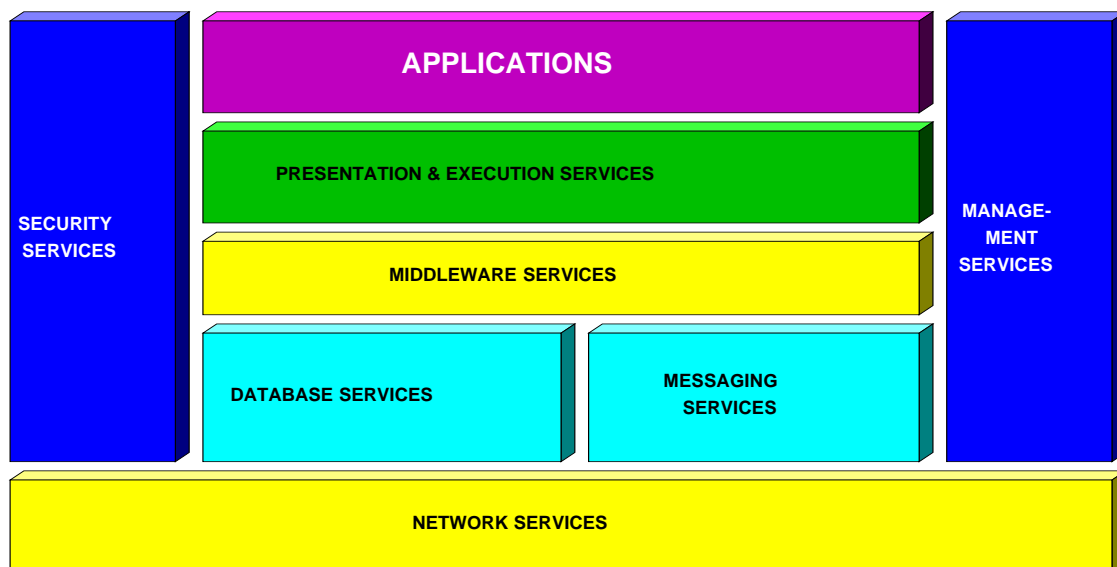 APPLICATIONS
PRESENTATION & EXECUTION SERVICES
SECURITY
SERVICES
MANAGE-
MENT
SERVICES
MIDDLEWARE SERVICES
DATABASE SERVICES
MESSAGING
SERVICES
NETWORK SERVICES